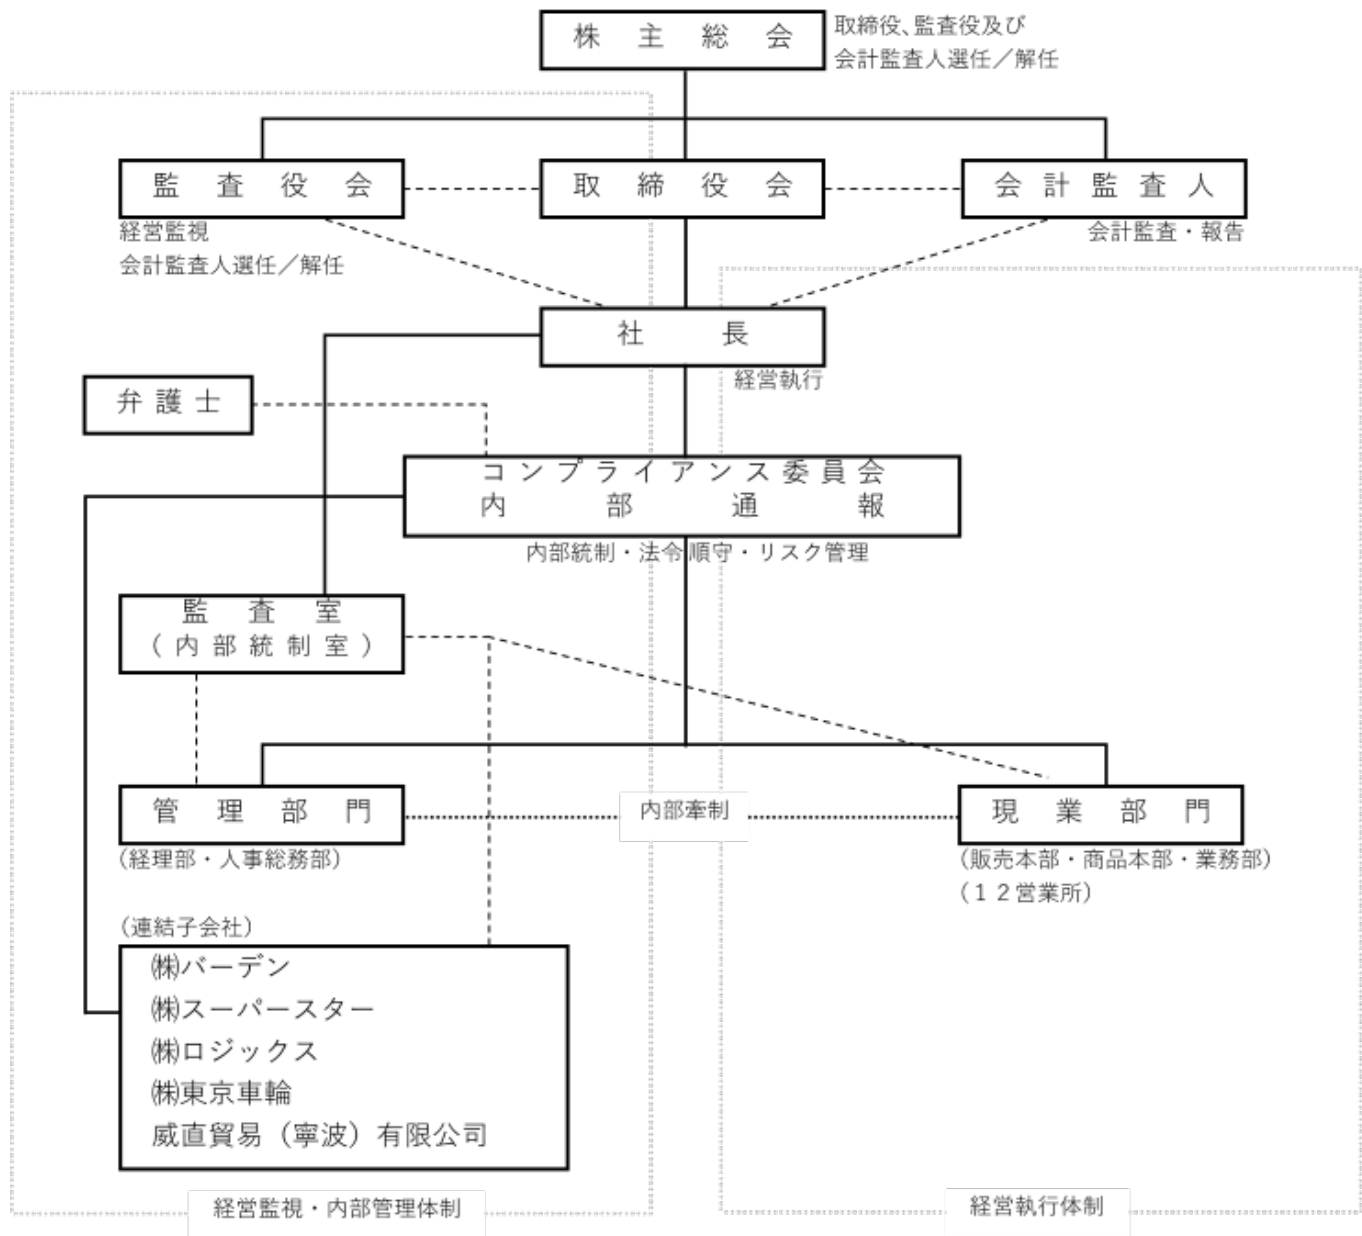 株主総会
取締役、監査役及び
会計監査人選任／解任
監査役会
取締役会
会計監査人
経営監視
会計監査人選任／解任
会計監査・報告
社長
経営執行
弁護士
コンプライアンス委員会
内部通報
内部統制・法令順守・リスク管理
監査室
（内部統制室）
管理部門
内部牽制
現業部門
（経理部・人事総務部）
（販売本部・商品本部・業務部）
（１２営業所）
（連結子会社）
㈱バーデン
㈱スーパースター
㈱ロジックス
㈱東京車輪
威直貿易（寧波）有限公司
経営監視・内部管理体制
経営執行体制